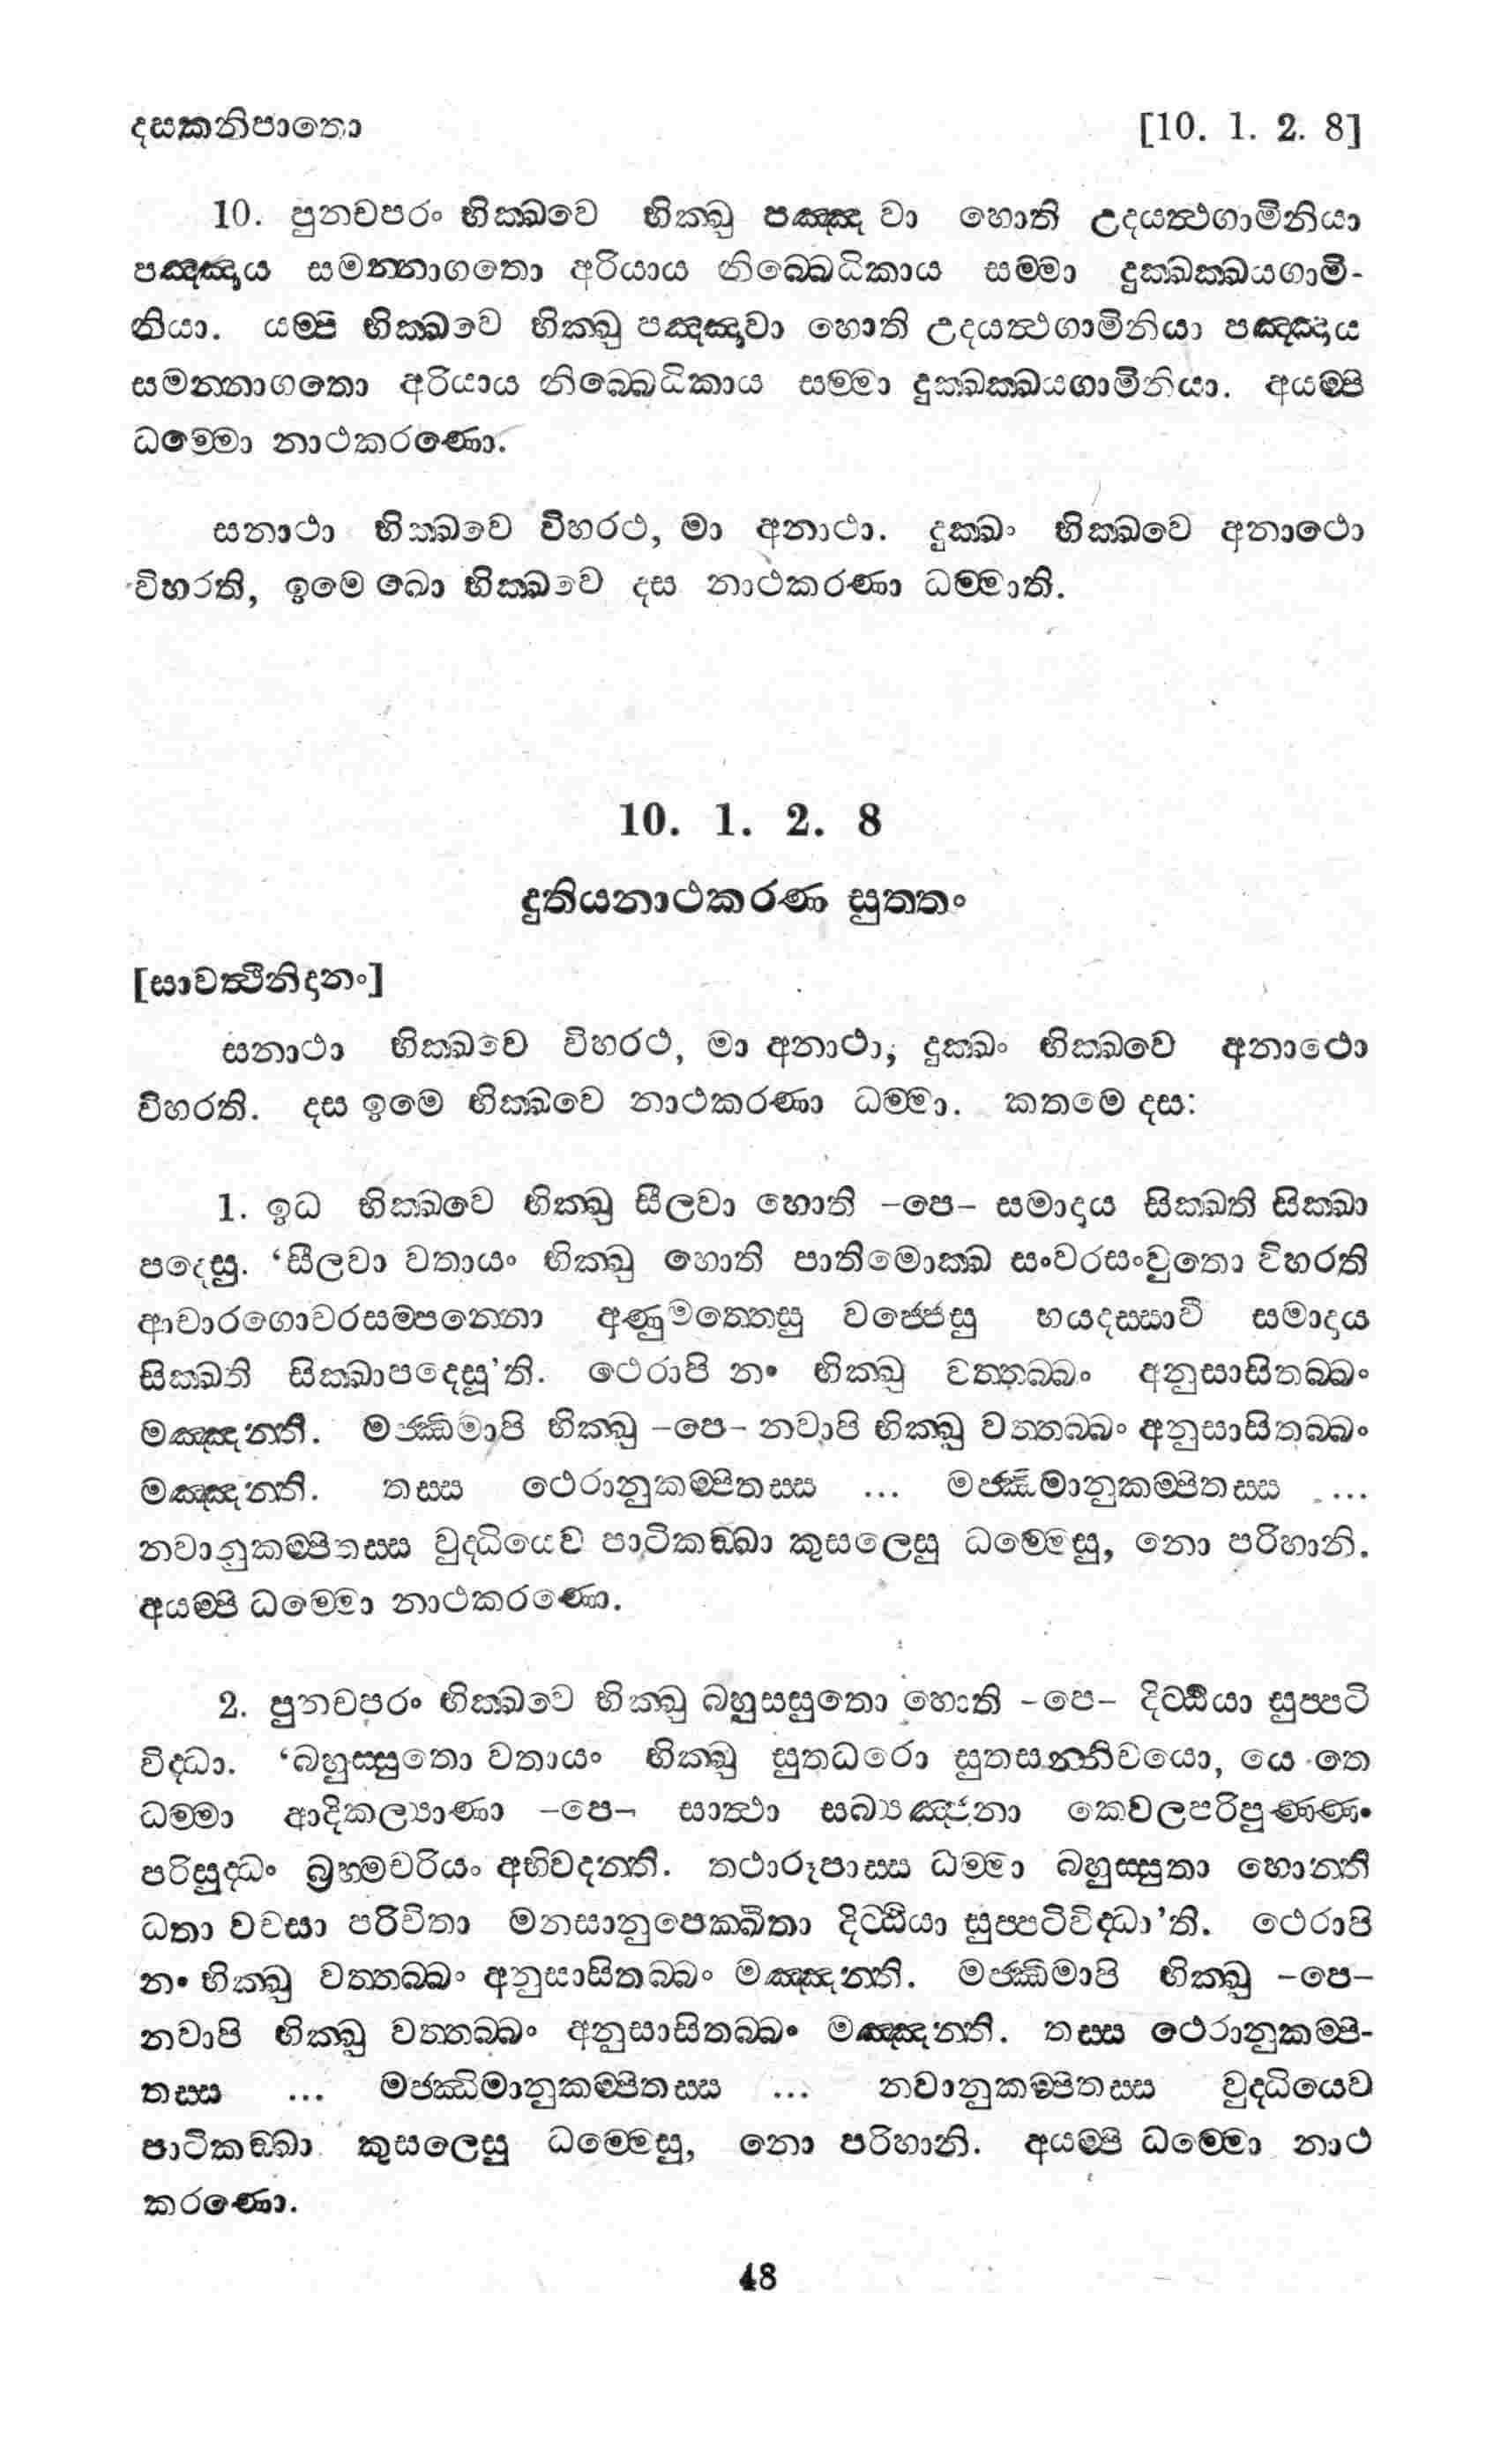 දසකනිපාතො [10. 1. 2. 8]
10. පුනචපරං භික්ඛවෙ භික්ඛු පඤ්ඤවා හොති උදයත්ථගාමිනියා
පඤ්ඤාය සමන්නාගතො අරියාය නිබ්බෙධිකාය සම්මා දුක්ඛක්ඛයගාමි-
නියා. යම්පි භික්ඛවෙ භික්ඛු පඤ්ඤවා හොති උදයත්ථගාමිනියා පඤ්ඤාය
සමන්නාගතො අරියාය නිබ්බෙධිකාය සම්මා දුක්ඛක්ඛයගාමිනියා. අයම්පි
ධම්මො නාථකරණො.
සනාථා භික්ඛවෙ විහරථ, මා අනාථා. දුක්ඛං භික්ඛවෙ අනාථො
විහරති, ඉමෙ ඛො භික්ඛවෙ දස නාථකරණා ධම්මාති.
10. 1. 2. 8
දුතියනාථකරණ සුත්තං
[සාවත්ථිනිදානං]
සනාථා භික්ඛවෙ විහරථ, මා අනාථා, දුක්ඛං භික්ඛවෙ අනාථො
විහරති. දස ඉමෙ භික්ඛවෙ නාථකරණා ධම්මා. කතමෙ දස:
1. ඉධ භික්ඛවෙ භික්ඛු සීලවා හොති –පෙ– සමාදාය සික්ඛති සික්ඛා
පදෙසු. ‘සීලවා වතායං භික්ඛු හොති පාතිමොක්ඛ සංවරසංවුතො විහරති
ආචාරගොචරසම්පන්නො අණුමත්තෙසු වජ්ජෙසු භයදස්සාවී සමාදාය
සික්ඛති සික්ඛාපදෙසූ’ති. ථෙරාපි නං භික්ඛු වත්තබ්බං අනුසාසිතබ්බං
මඤ්ඤන්ති. මජ්ඣිමාපි භික්ඛු –පෙ– නවාපි භික්ඛු වත්තබ්බං අනුසාසිතබ්බං
මඤ්ඤන්ති. තස්ස ථෙරානුකම්පිතස්ස ... මජ්ඣිමානුකම්පිතස්ස ...
නවානුකම්පිතස්ස වුද්ධියෙව පාටිකඞ්ඛා කුසලෙසු ධම්මෙසු, නො පරිහානි.
අයම්පි ධම්මො නාථකරණො.
2. පුනචපරං භික්ඛවෙ භික්ඛු බහුස්සුතො හොති –පෙ– දිට්ඨියා සුප්පටි
විද්ධා. ‘බහුස්සුතො වතායං භික්ඛු සුතධරො සුතසන්නිචයො, යෙ තෙ
ධම්මා ආදිකල්‍යාණා –පෙ– සාත්ථා සබ්‍යඤ්ජනා කෙවලපරිපුණ්ණං
පරිසුද්ධං බ්‍රහ්මචරියං අභිවදන්ති. තථාරූපාස්ස ධම්මා බහුස්සුතා හොන්ති
ධතා වචසා පරිචිතා මනසානුපෙක්ඛිතා දිට්ඨියා සුප්පටිවිද්ධා’ති. ථෙරාපි
නං භික්ඛු වත්තබ්බං අනුසාසිතබ්බං මඤ්ඤන්ති. මජ්ඣිමාපි භික්ඛු –පෙ–
නවාපි භික්ඛු වත්තබ්බං අනුසාසිතබ්බං මඤ්ඤන්ති. තස්ස ථෙරානුකම්පි-
තස්ස ... මජ්ඣිමානුකම්පිතස්ස ... නවානුකම්පිතස්ස වුද්ධියෙව
පාටිකඞ්ඛා කුසලෙසු ධම්මෙසු, නො පරිහානි. අයම්පි ධම්මො නාථ
කරණො.
48